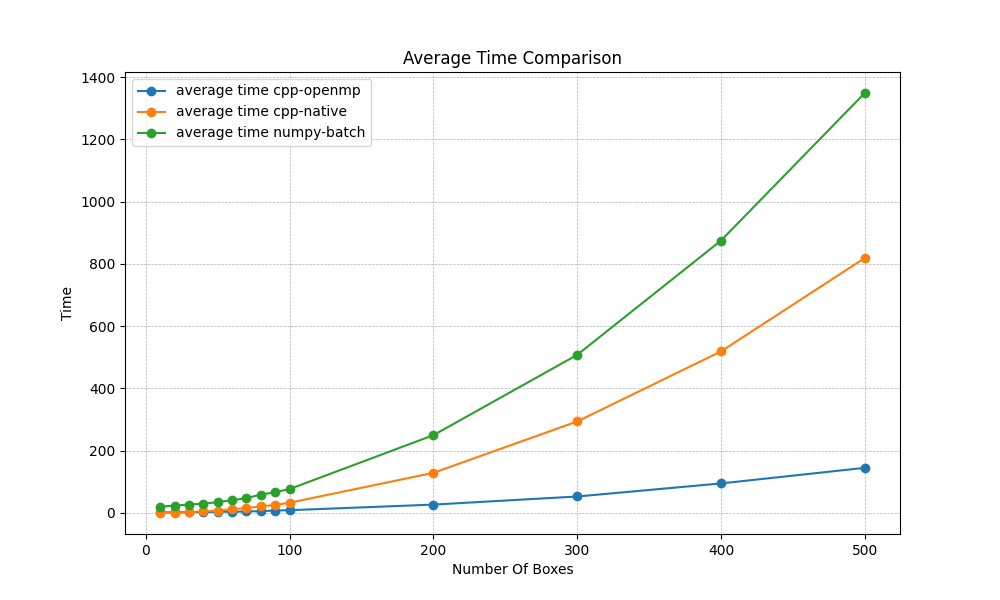 Average Time Comparison
average time cpp-openmp
average time cpp-native
average time numpy-batch
Time
1400
1200
1000
800
600
400
200
0
0 100 200 300 400 500
Number Of Boxes